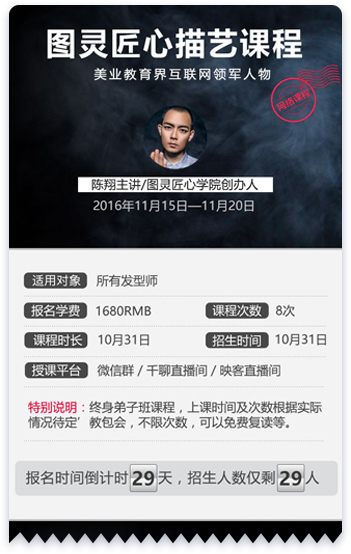 图灵匠心描艺课程
美业教育界互联网领军人物
网络课程
陈翔主讲/图灵匠心学院创办人
2016年11月15日—11月20日
适用对象 所有发型师
报名学费 1680RMB 课程次数 8次
课程时长 10月31日 招生时间 10月31日
授课平台 微信群 / 千聊直播间 / 映客直播间
特别说明：终身弟子班课程，上课时间及次数根据实际
情况待定’教包会，不限次数，可以免费复读等。
报名时间倒计时29天，招生人数仅剩29人